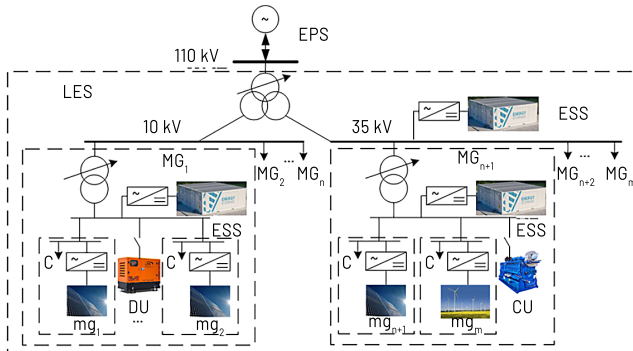 ~
EPS
110 kV
LES
10 kV
35 kV
~
ESS
MG1
MG2
...
MGn
MGn+1
MGn+2
...
MG
~
ESS
~
ESS
C
~
C
~
C
~
C
~
mg1
DU
...
mg2
mgn+1
mgm
CU